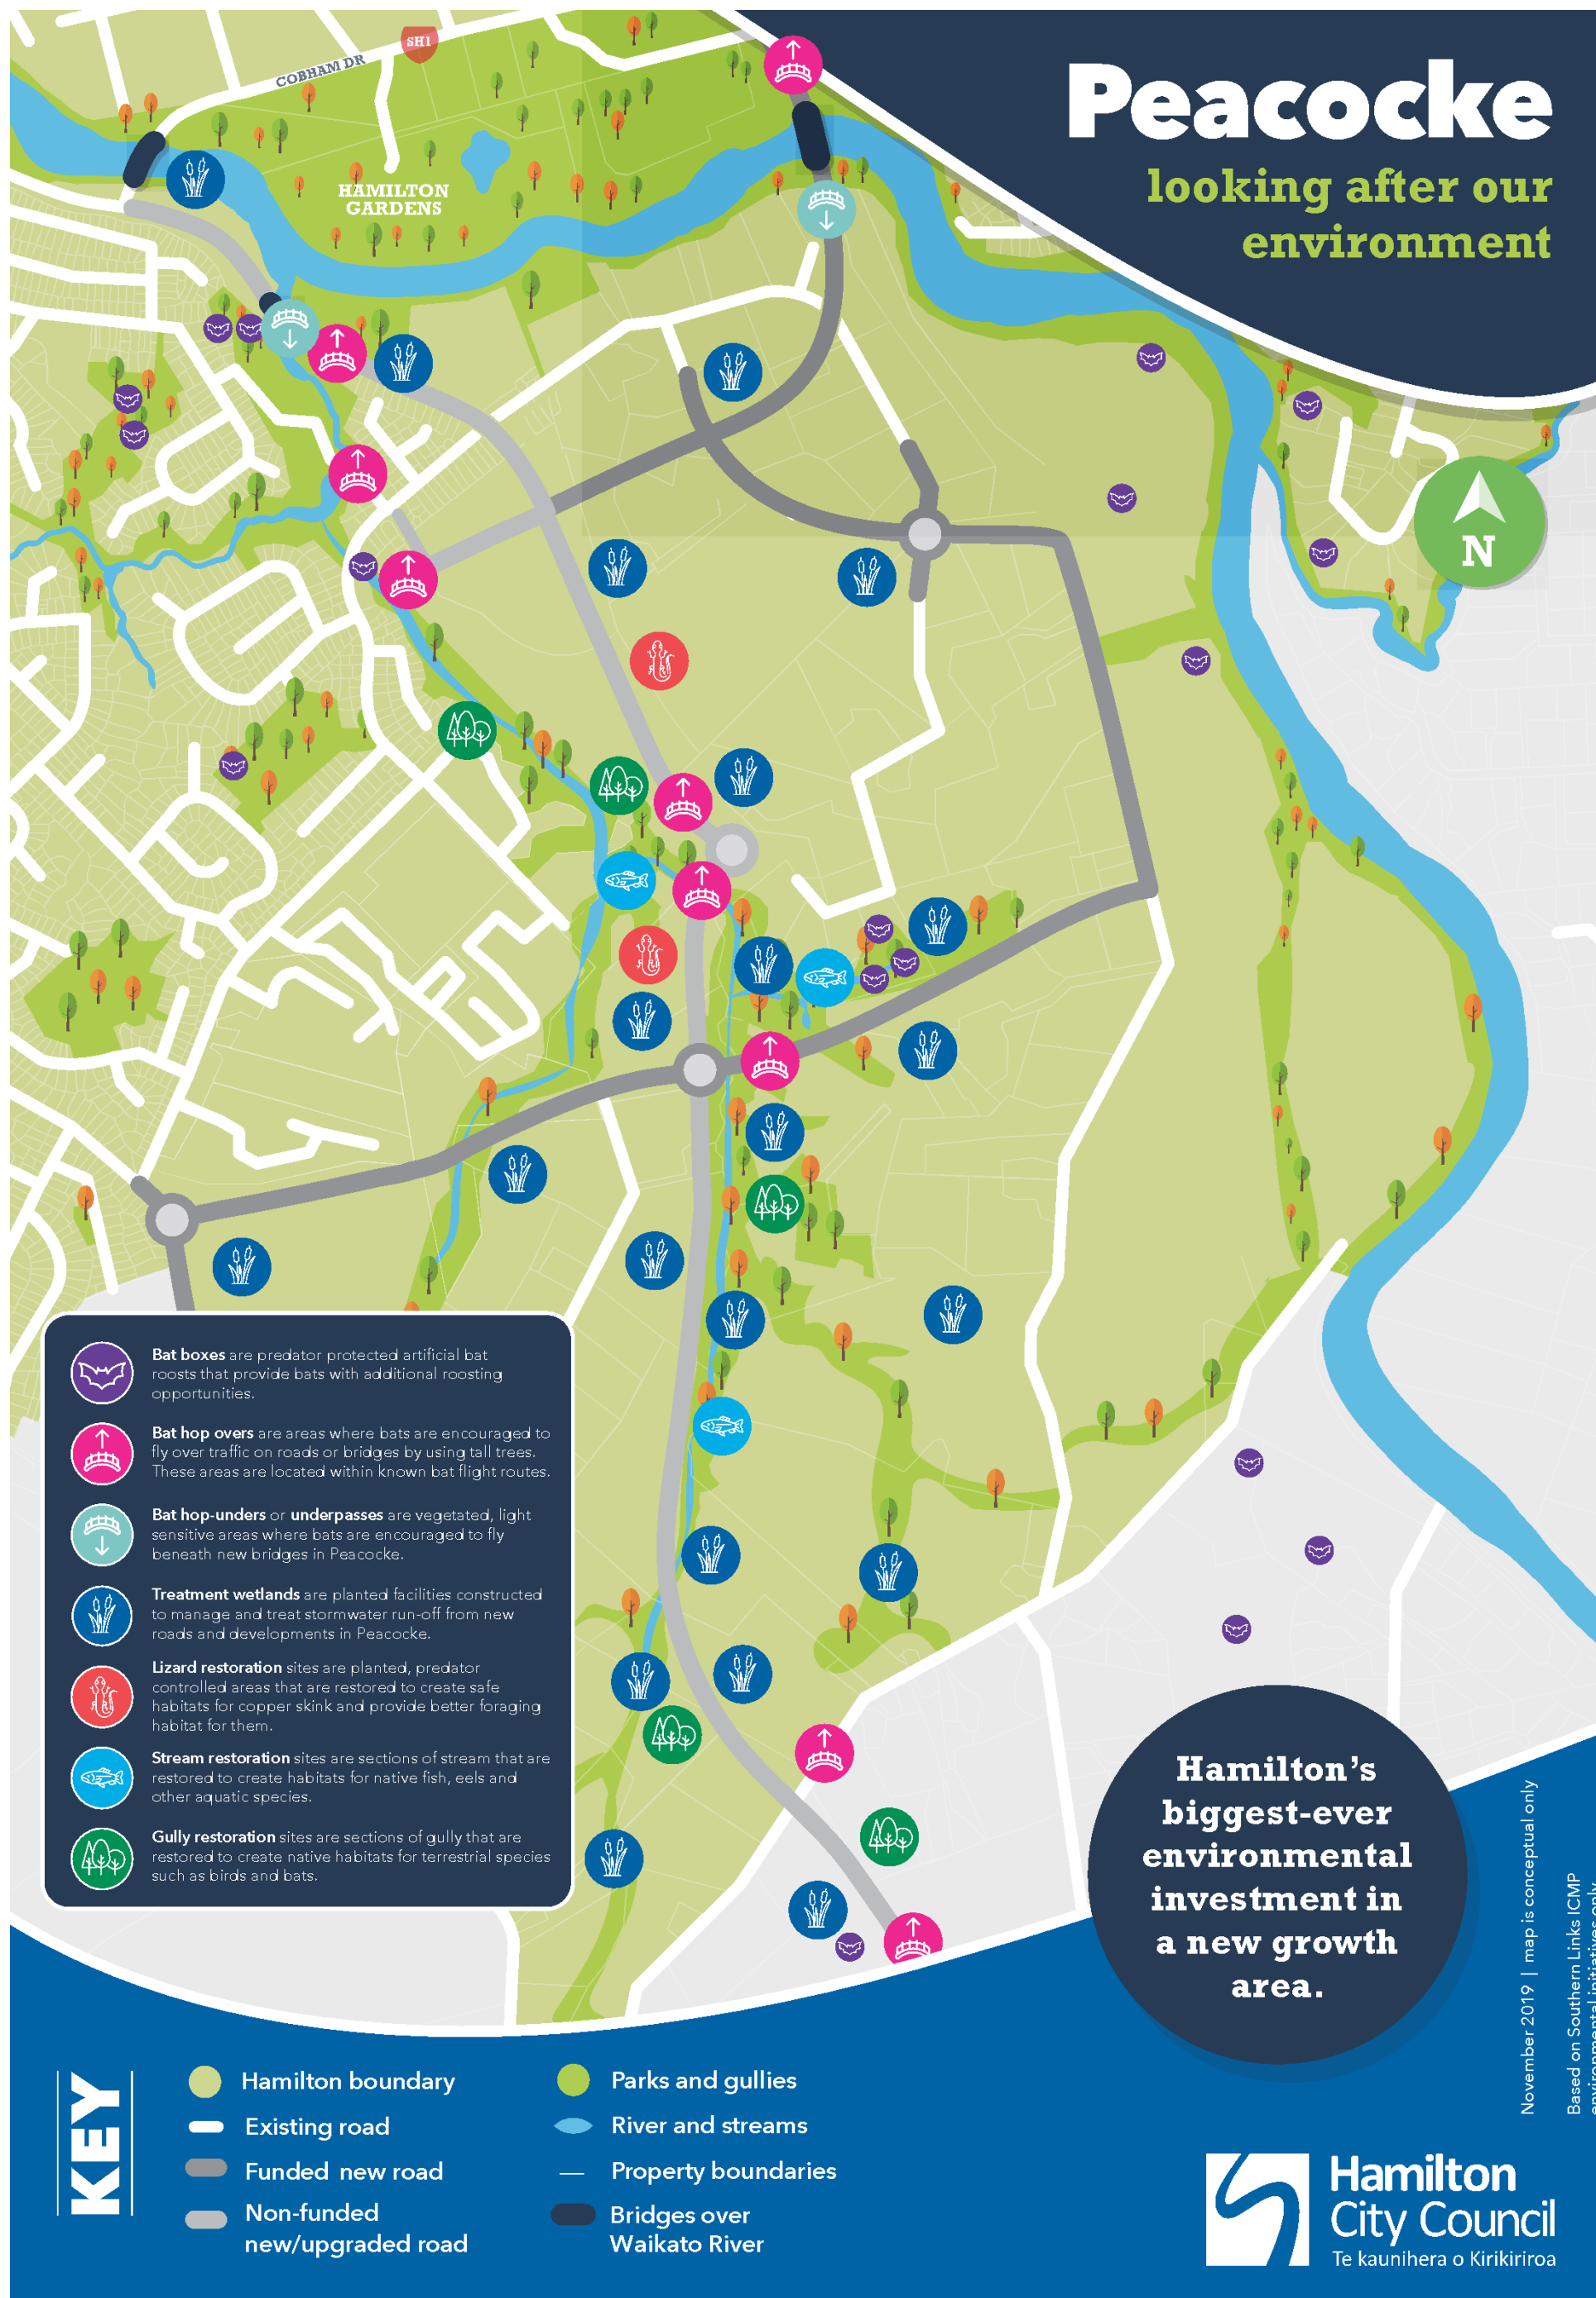 Peacocke
looking after our
environment
SH1
COBHAM DR
HAMILTON
GARDENS
N
Bat boxes are predator protected artificial bat
roosts that provide bats with additional roosting
opportunities.
Bat hop overs are areas where bats are encouraged to
fly over traffic on roads or bridges by using tall trees.
These areas are located within known bat flight routes.
Bat hop-unders or underpasses are vegetated, light
sensitive areas where bats are encouraged to fly
beneath new bridges in Peacocke.
Treatment wetlands are planted facilities constructed
to manage and treat stormwater run-off from new
roads and developments in Peacocke.
Lizard restoration sites are planted, predator
controlled areas that are restored to create safe
habitats for copper skink and provide better foraging
habitat for them.
Stream restoration sites are sections of stream that are
restored to create habitats for native fish, eels and
other aquatic species.
Gully restoration sites are sections of gully that are
restored to create native habitats for terrestrial species
such as birds and bats.
Hamilton's
biggest-ever
environmental
investment in
a new growth
area.
November 2019 | map is conceptual only
Based on Southern Links ICMP
environmental initiatives only
KEY
Hamilton boundary
Existing road
Funded new road
Non-funded
new/upgraded road
Parks and gullies
River and streams
Property boundaries
Bridges over
Waikato River
Hamilton
City Council
Te kaunihera o Kirikiriroa